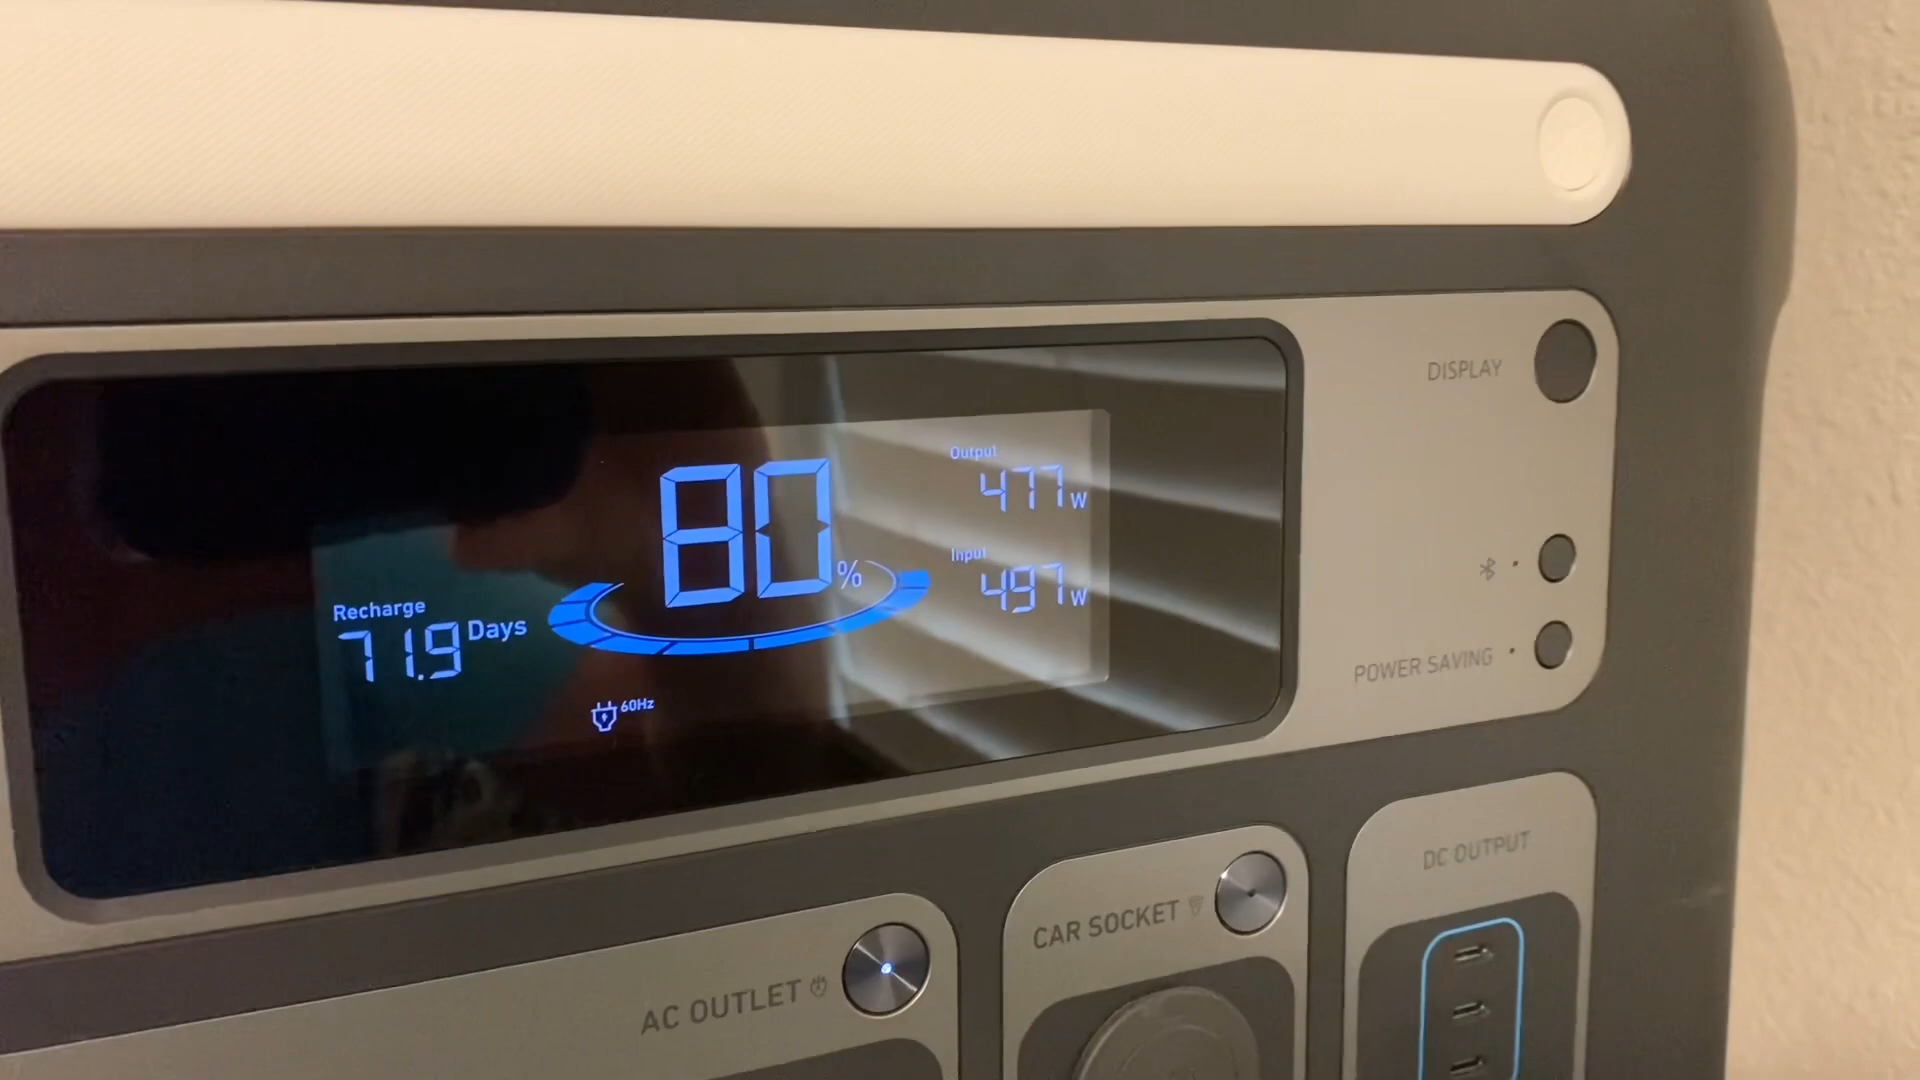 DISPLAY
Output
477W
80%
Input
497W
Recharge
71.9 Days
60Hz
POWER SAVING
DC OUTPUT
CAR SOCKET
AC OUTLET